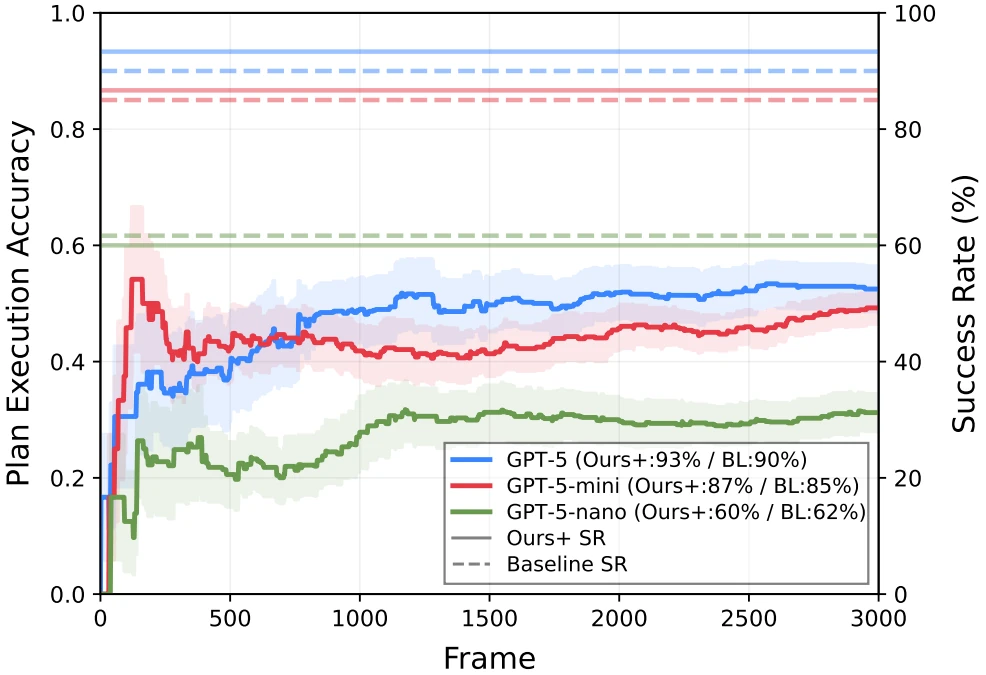 Plan Execution Accuracy
1.0
0.8
0.6
0.4
0.2
0.0
100
80
60
40
20
0
Success Rate (%)
GPT-5 (Ours+:93% / BL:90%)
GPT-5-mini (Ours+:87% / BL:85%)
GPT-5-nano (Ours+:60% / BL:62%)
Ours+ SR
Baseline SR
0 500 1000 1500 2000 2500 3000
Frame